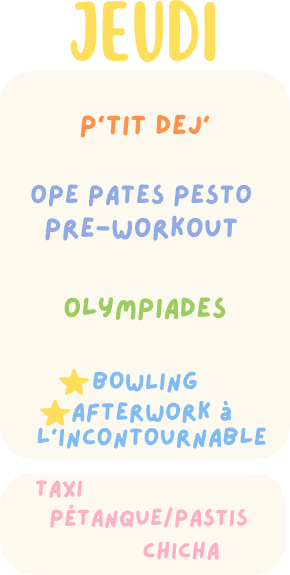 JEUDI
P'TIT DEJ'
OPE PATES PESTO
PRE-WORKOUT
OLYMPIADES
BOWLING
AFTERWORK à
L'INCONTOURNABLE
TAXI
PÉTANQUE/PASTIS
CHICHA